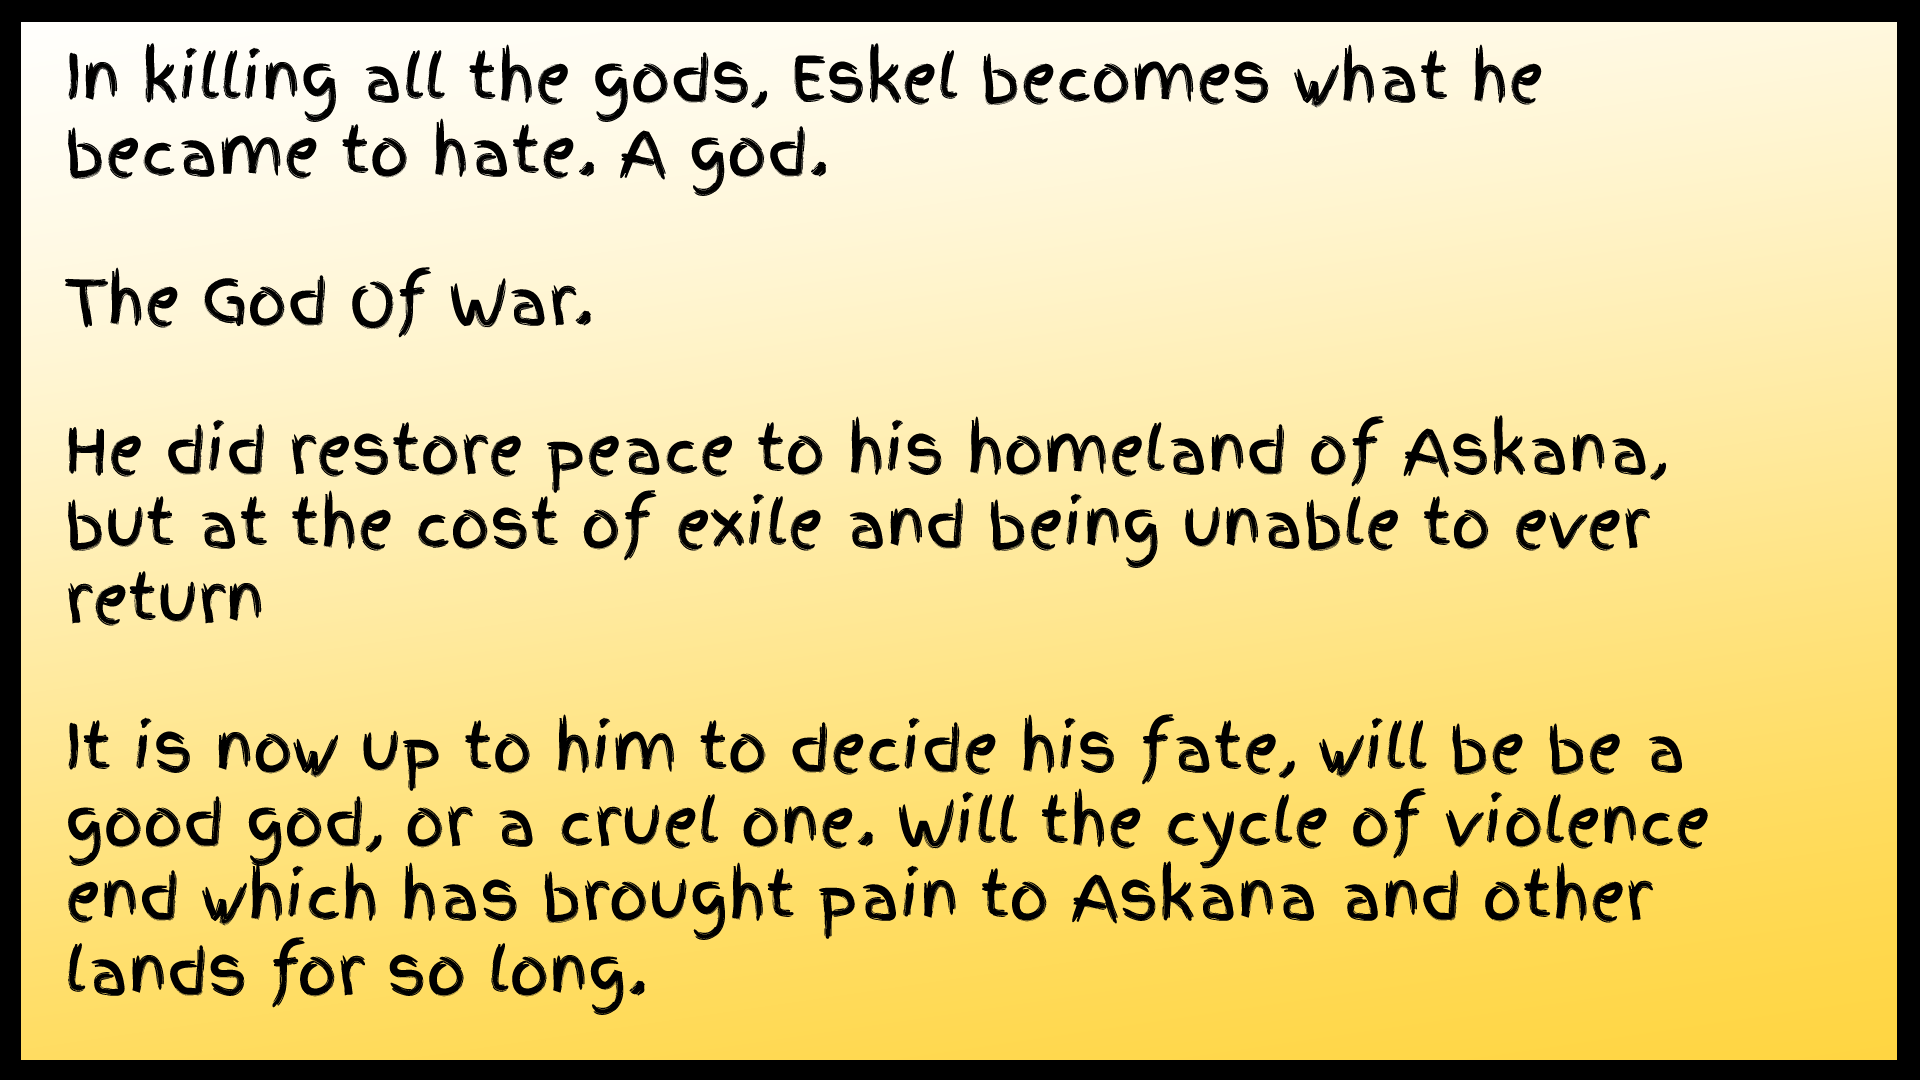 In killing all the gods, Eskel becomes what he
became to hate. A god.
The God Of War.
He did restore peace to his homeland of Askana,
but at the cost of exile and being unable to ever
return
It is now up to him to decide his fate, will be be a
good god, or a cruel one. Will the cycle of violence
end which has brought pain to Askana and other
lands for so long.